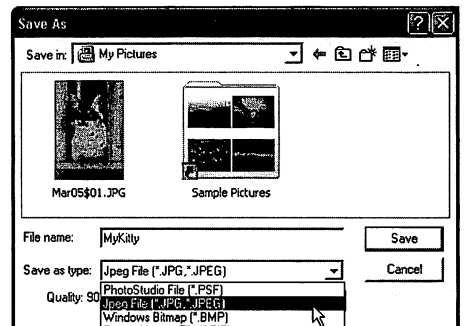 Save As
Save in: My Pictures
Mar05$01.JPG
Sample Pictures
File name: MyKitty
Save
Save as type: Jpeg File (*.JPG,*.JPEG)
Cancel
Quality: 90
PhotoStudio File (*.PSF)
Jpeg File (*.JPG,*.JPEG)
Windows Bitmap (*.BMP)